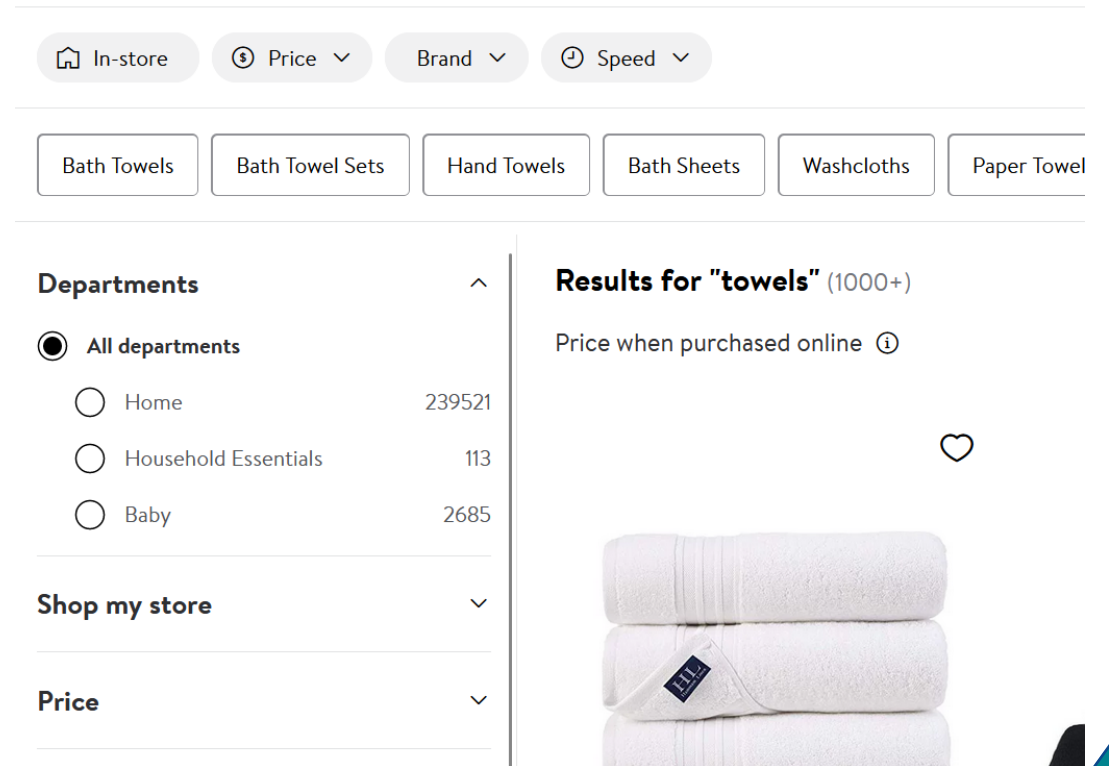 In-store
Price
Brand
Speed
Bath Towels
Bath Towel Sets
Hand Towels
Bath Sheets
Washcloths
Paper Towel
Departments
All departments
Home 239521
Household Essentials 113
Baby 2685
Shop my store
Price
Results for "towels" (1000+)
Price when purchased online
HL